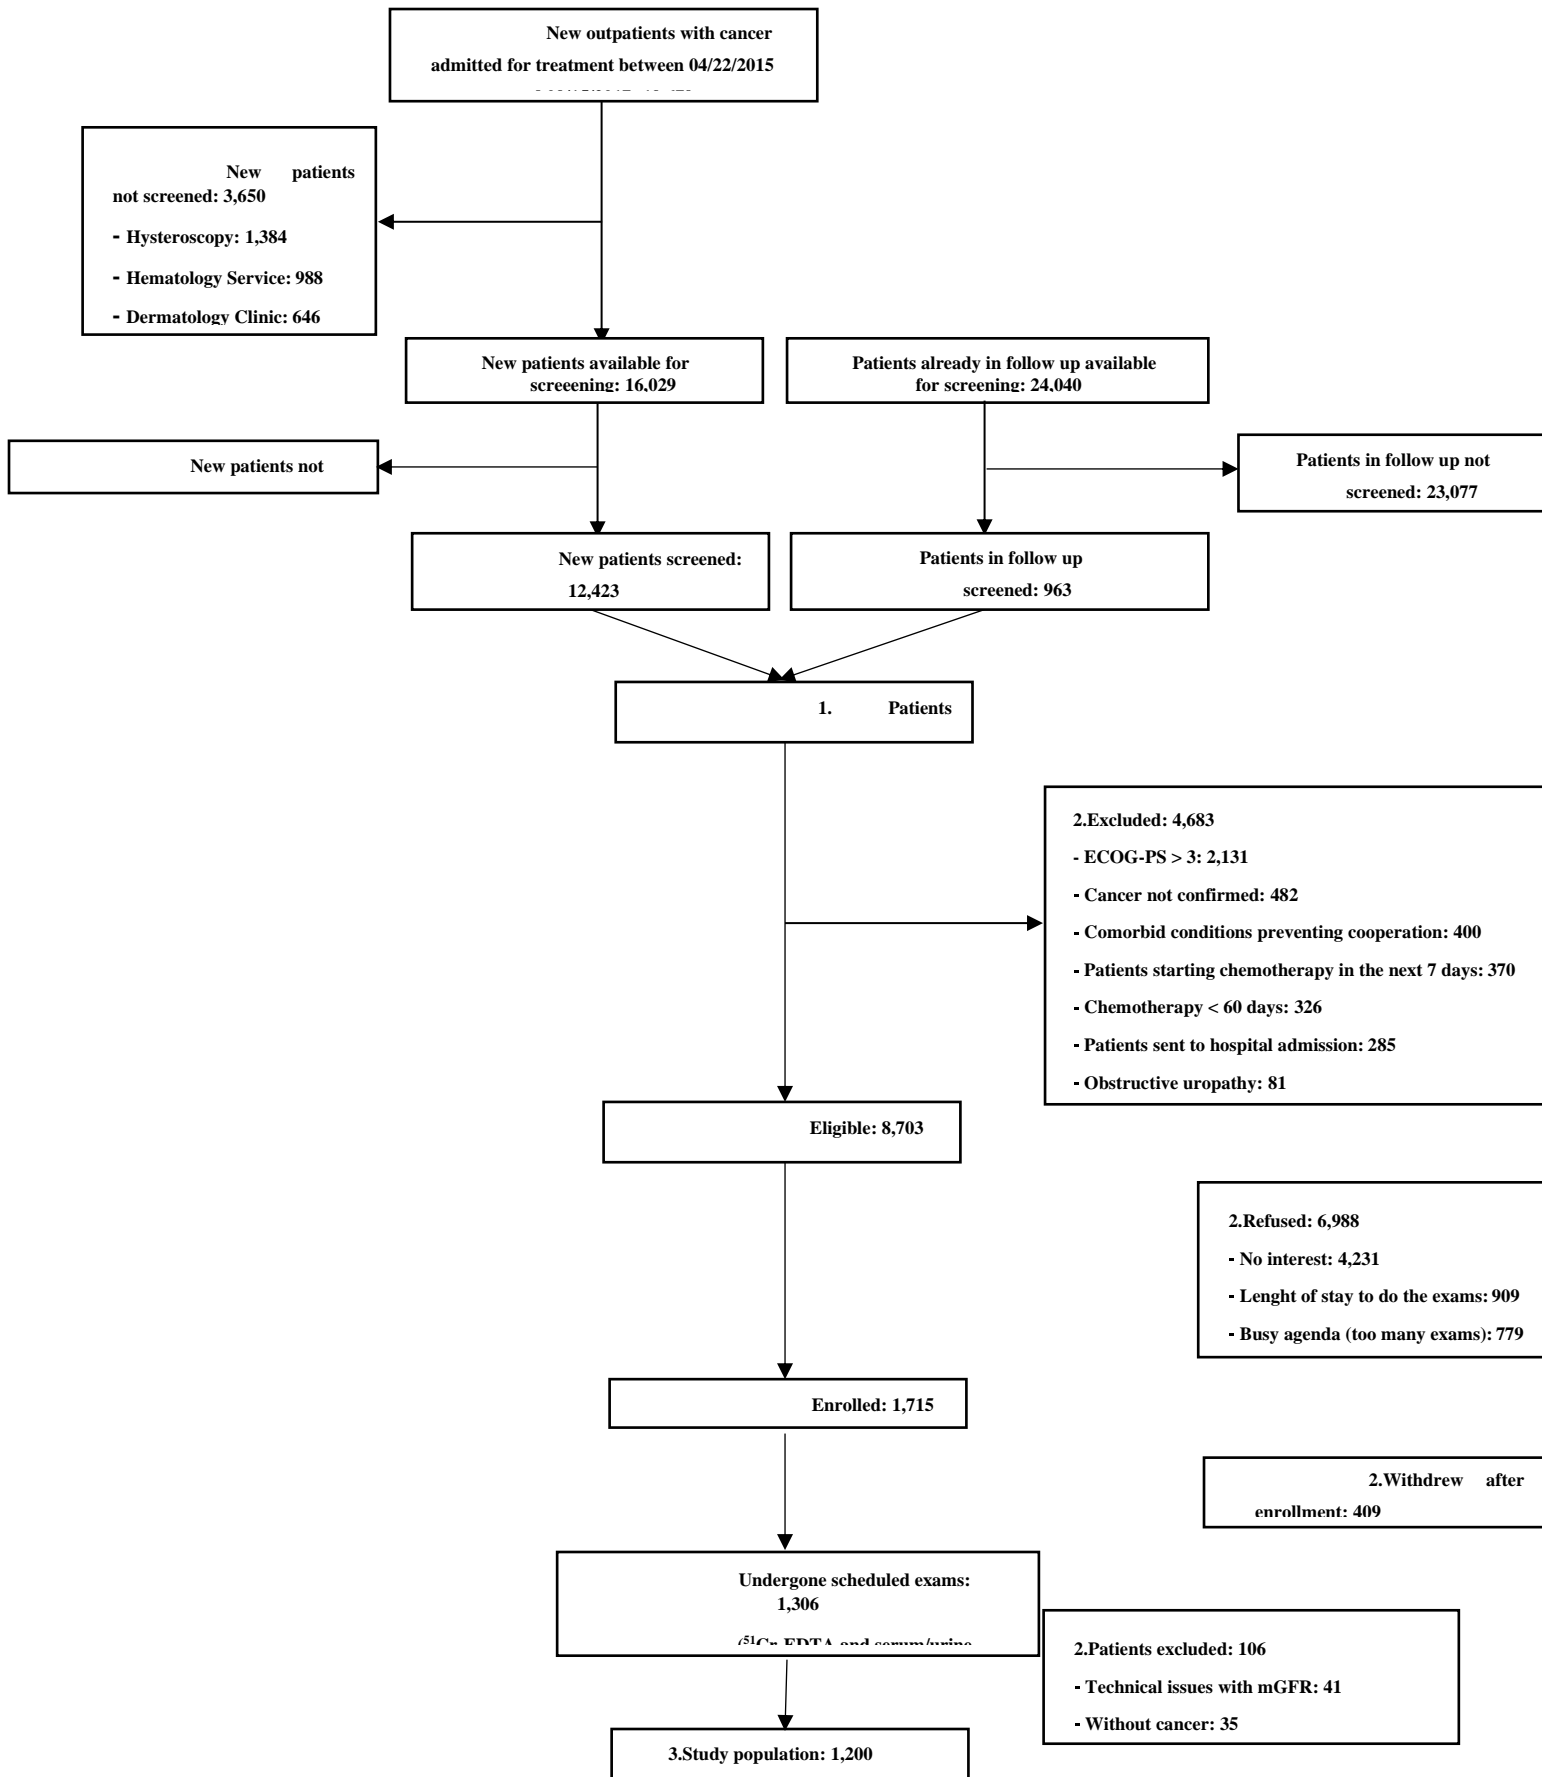 New outpatients with cancer
admitted for treatment between 04/22/2015
New patients
not screened: 3,650
- Hysteroscopy: 1,384
- Hematology Service: 988
- Dermatology Clinic: 646
New patients available for
screeening: 16,029
Patients already in follow up available
for screening: 24,040
New patients not
Patients in follow up not
screened: 23,077
New patients screened:
12,423
Patients in follow up
screened: 963
1. Patients
2.Excluded: 4,683
- ECOG-PS > 3: 2,131
- Cancer not confirmed: 482
- Comorbid conditions preventing cooperation: 400
- Patients starting chemotherapy in the next 7 days: 370
- Chemotherapy < 60 days: 326
- Patients sent to hospital admission: 285
- Obstructive uropathy: 81
Eligible: 8,703
2.Refused: 6,988
- No interest: 4,231
- Lenght of stay to do the exams: 909
- Busy agenda (too many exams): 779
Enrolled: 1,715
2.Withdrew after
enrollment: 409
Undergone scheduled exams:
1,306
(⁵¹Cr-EDTA and serum/urine
2.Patients excluded: 106
- Technical issues with mGFR: 41
- Without cancer: 35
3.Study population: 1,200